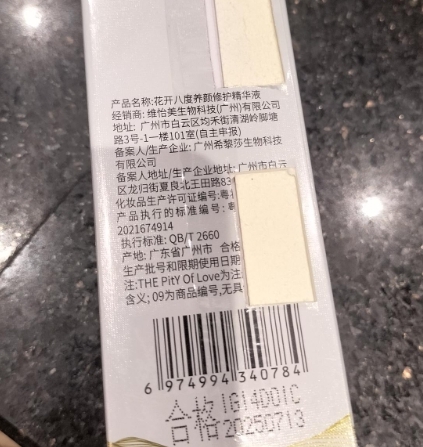 产品名称:花开八度养颜修护精华液
经销商: 维怡美生物科技(广州)有限公司
地址: 广州市白云区均禾街清湖岭脚塘
路3号-1一楼101室(自主申报)
备案人/生产企业: 广州希黎莎生物科技
有限公司
备案人地址/生产企业地址: 广州市白云
区龙归街夏良北王田路83
化妆品生产许可证编号:粤
产品执行的标准编号:
2021674914
执行标准: QB/T 2660
产地: 广东省广州市 合格
生产批号和限期使用日期
注:THE PitY Of Love为注
含义; 09为商品编号,无具
6 974994 340784
合格 IG14D01C
20250713